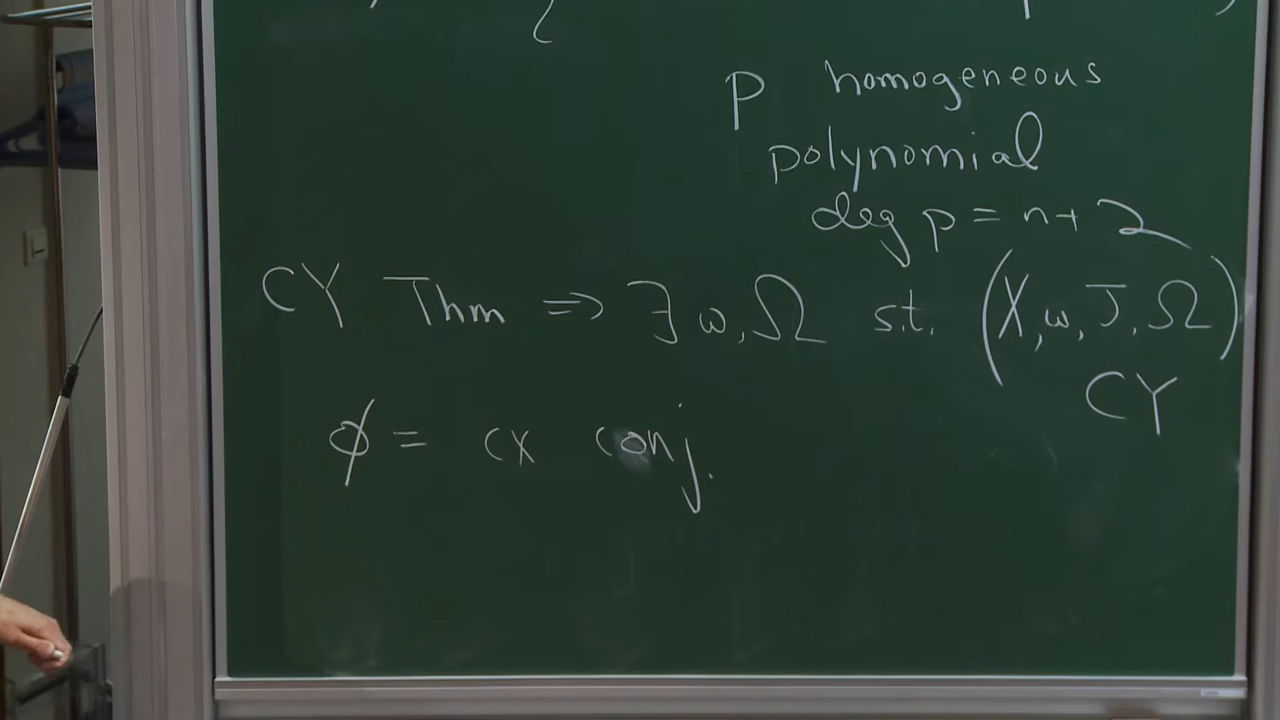 p homogeneous
polynomial
deg p = n+2
CY Thm ⇒ ∃ ω, Ω s.t. (X, ω, J, Ω)
CY
ϕ = cx conj.